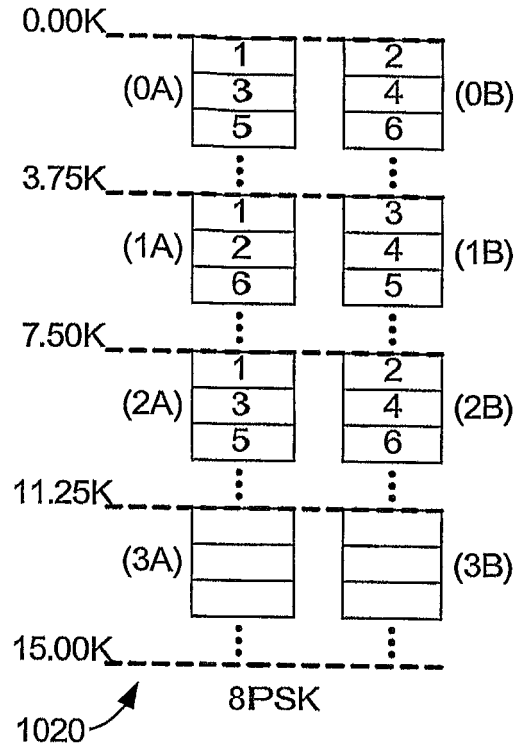 0.00K
1 2
(0A) 3 4 (0B)
5 6
3.75K
1 3
(1A) 2 4 (1B)
6 5
7.50K
1 2
(2A) 3 4 (2B)
5 6
11.25K
(3A) (3B)
15.00K
8PSK
1020